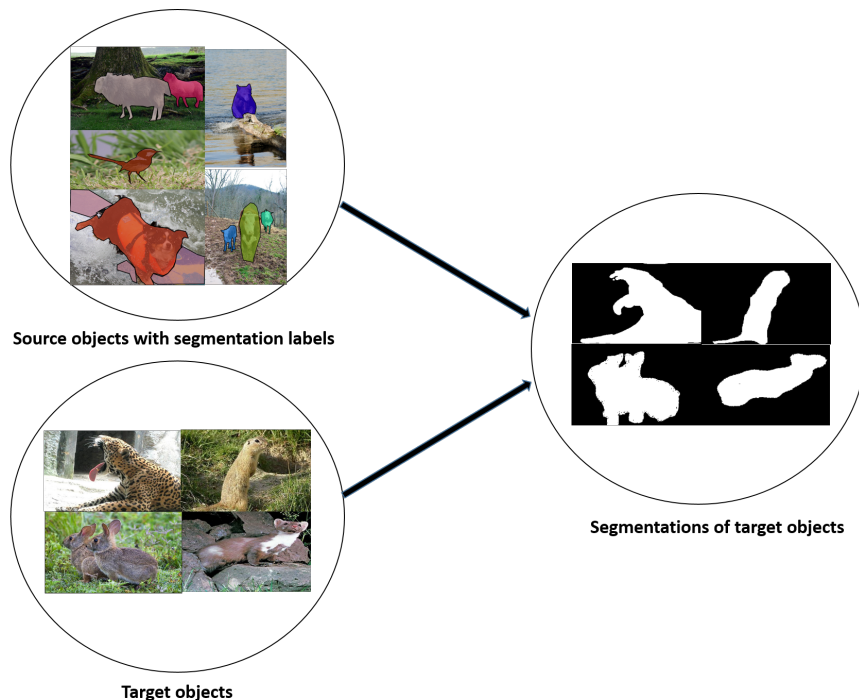 Source objects with segmentation labels
Segmentations of target objects
Target objects